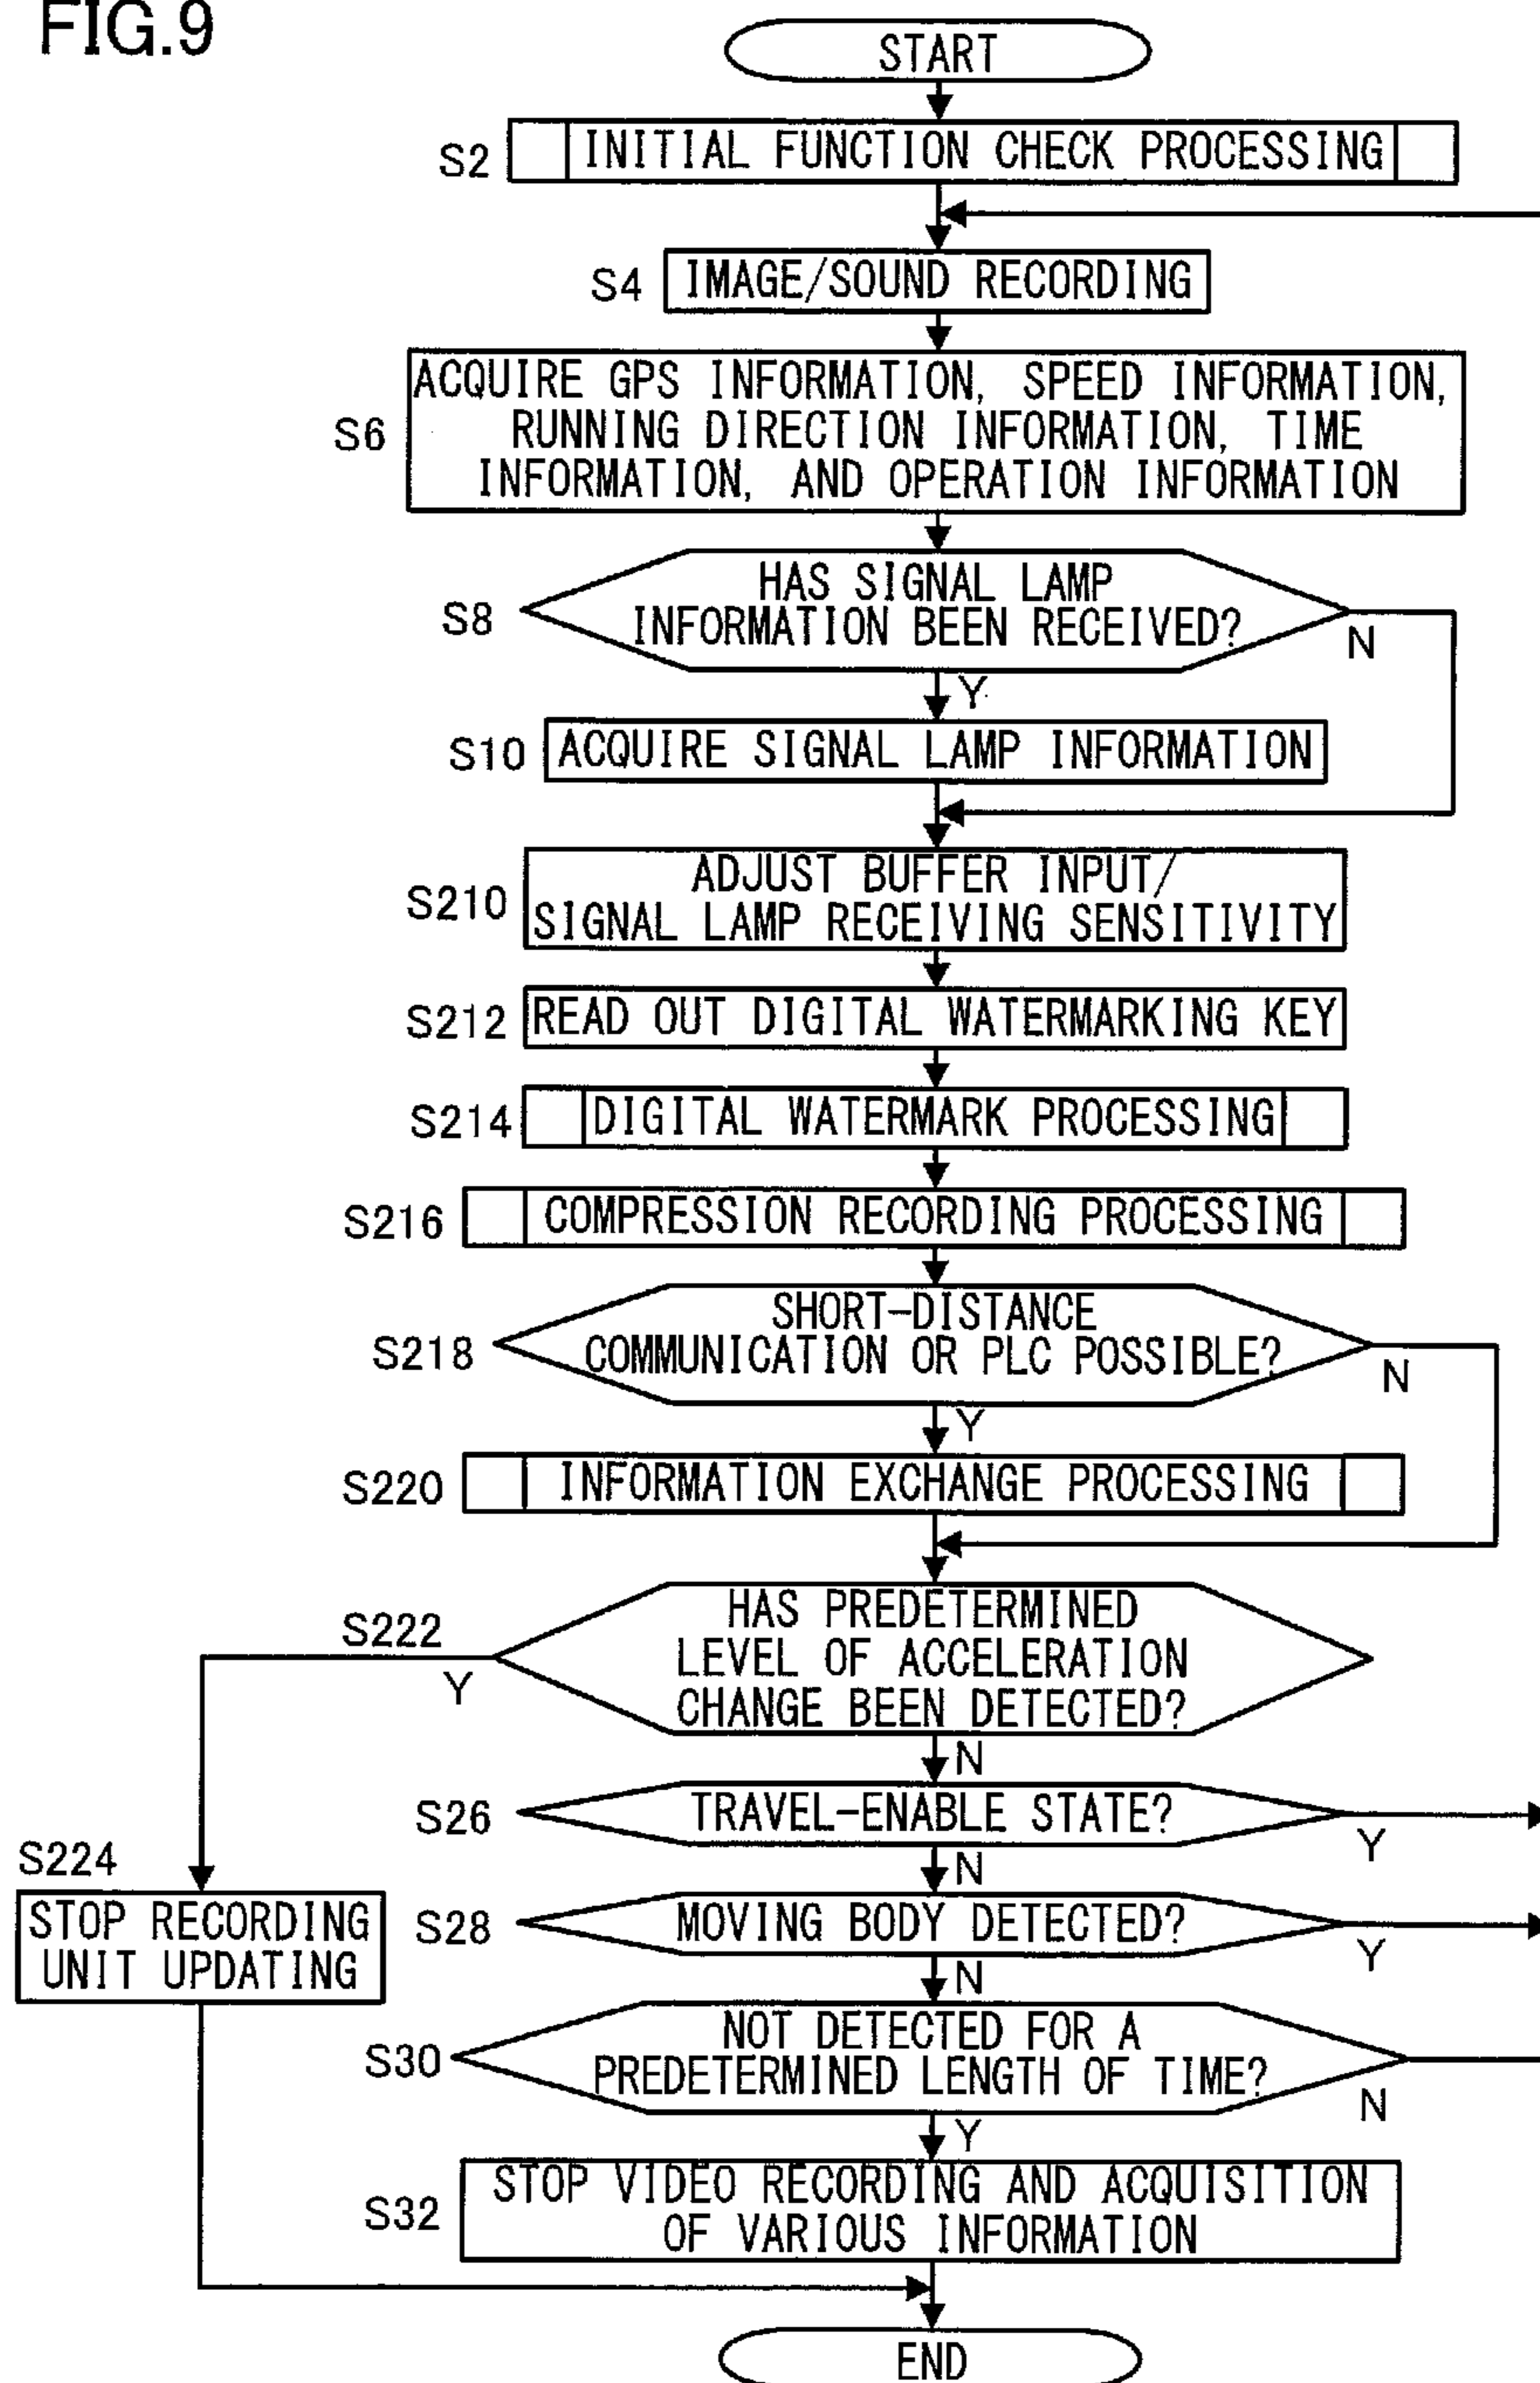 FIG.9
START
S2
INITIAL FUNCTION CHECK PROCESSING
S4
IMAGE/SOUND RECORDING
S6
ACQUIRE GPS INFORMATION, SPEED INFORMATION,
RUNNING DIRECTION INFORMATION, TIME
INFORMATION, AND OPERATION INFORMATION
S8
HAS SIGNAL LAMP
INFORMATION BEEN RECEIVED?
N
Y
S10
ACQUIRE SIGNAL LAMP INFORMATION
S210
ADJUST BUFFER INPUT/
SIGNAL LAMP RECEIVING SENSITIVITY
S212
READ OUT DIGITAL WATERMARKING KEY
S214
DIGITAL WATERMARK PROCESSING
S216
COMPRESSION RECORDING PROCESSING
S218
SHORT-DISTANCE
COMMUNICATION OR PLC POSSIBLE?
N
Y
S220
INFORMATION EXCHANGE PROCESSING
S222
HAS PREDETERMINED
LEVEL OF ACCELERATION
CHANGE BEEN DETECTED?
Y
N
S26
TRAVEL-ENABLE STATE?
Y
N
S224
STOP RECORDING
UNIT UPDATING
S28
MOVING BODY DETECTED?
Y
N
S30
NOT DETECTED FOR A
PREDETERMINED LENGTH OF TIME?
N
Y
S32
STOP VIDEO RECORDING AND ACQUISITION
OF VARIOUS INFORMATION
END